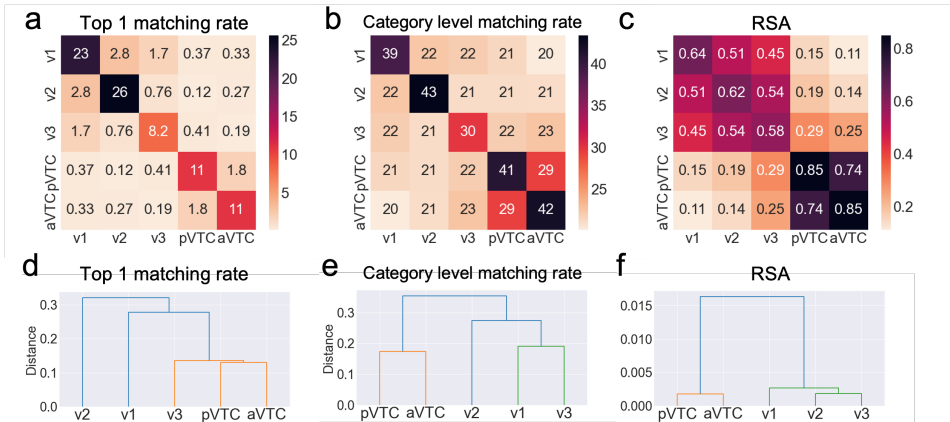 a Top 1 matching rate
v1 23 2.8 1.7 0.37 0.33
v2 2.8 26 0.76 0.12 0.27
v3 1.7 0.76 8.2 0.41 0.19
pVTC 0.37 0.12 0.41 11 1.8
aVTC 0.33 0.27 0.19 1.8 11
v1 v2 v3 pVTC aVTC
25
20
15
10
5
b Category level matching rate
39 22 22 21 20
22 43 21 21 21
22 21 30 22 23
21 21 22 41 29
20 21 23 29 42
v1 v2 v3 pVTC aVTC
v1
v2
v3
pVTC
aVTC
40
35
30
25
c RSA
v1 0.64 0.51 0.45 0.15 0.11
v2 0.51 0.62 0.54 0.19 0.14
v3 0.45 0.54 0.58 0.29 0.25
pVTC 0.15 0.19 0.29 0.85 0.74
aVTC 0.11 0.14 0.25 0.74 0.85
v1 v2 v3 pVTC aVTC
0.8
0.6
0.4
0.2
d Top 1 matching rate
Distance
0.3
0.2
0.1
0.0
v2 v1 v3 pVTC aVTC
e Category level matching rate
Distance
0.3
0.2
0.1
0.0
pVTC aVTC v2 v1 v3
f RSA
Distance
0.015
0.010
0.005
0.000
pVTC aVTC v1 v2 v3